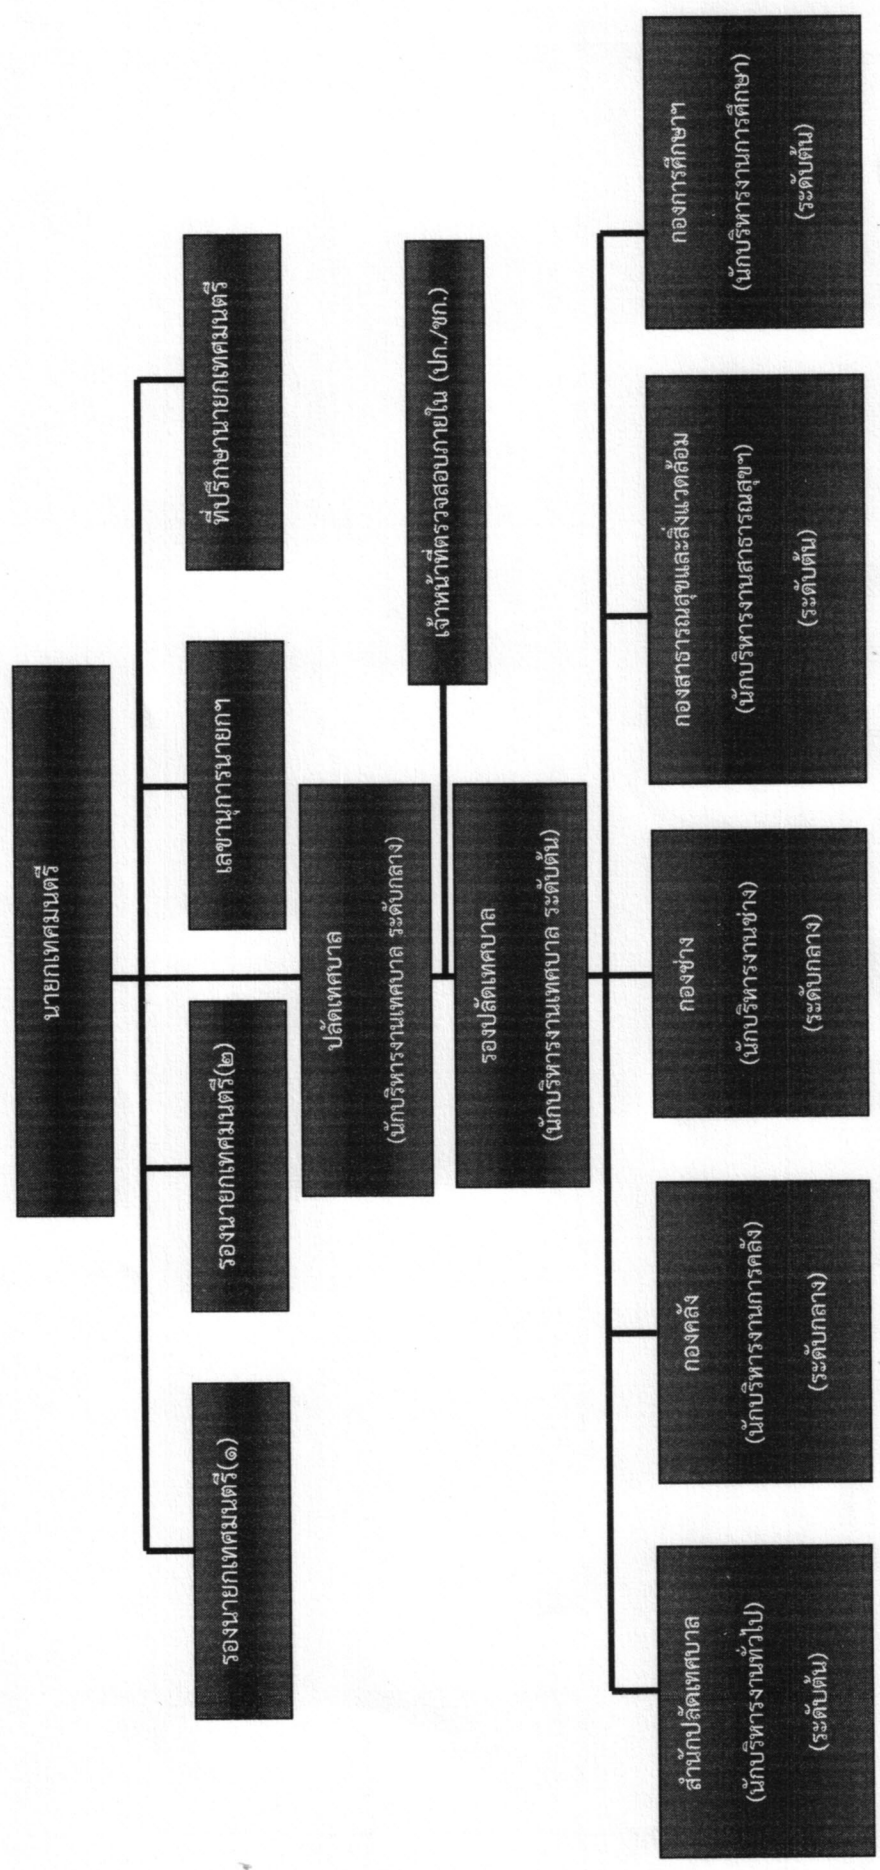 นายกเทศมนตรี
รองนายกเทศมนตรี(๑)
รองนายกเทศมนตรี(๒)
เลขานุการนายกฯ
ที่ปรึกษานายกเทศมนตรี
ปลัดเทศบาล
(นักบริหารงานเทศบาล ระดับกลาง)
เจ้าหน้าที่ตรวจสอบภายใน (ปก./ชก.)
รองปลัดเทศบาล
(นักบริหารงานเทศบาล ระดับต้น)
สำนักปลัดเทศบาล
(นักบริหารงานทั่วไป)
(ระดับต้น)
กองคลัง
(นักบริหารงานการคลัง)
(ระดับกลาง)
กองช่าง
(นักบริหารงานช่าง)
(ระดับกลาง)
กองสาธารณสุขและสิ่งแวดล้อม
(นักบริหารงานสาธารณสุขฯ)
(ระดับต้น)
กองการศึกษาฯ
(นักบริหารงานการศึกษา)
(ระดับต้น)